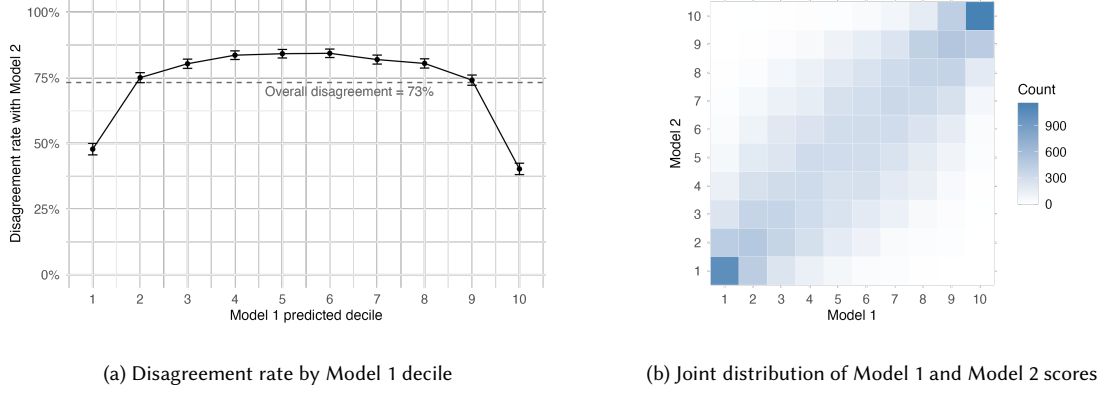 Disagreement rate with Model 2
100%
75%
50%
25%
0%
Overall disagreement = 73%
1 2 3 4 5 6 7 8 9 10
Model 1 predicted decile
(a) Disagreement rate by Model 1 decile
Model 2
10
9
8
7
6
5
4
3
2
1
1 2 3 4 5 6 7 8 9 10
Model 1
Count
900
600
300
0
(b) Joint distribution of Model 1 and Model 2 scores